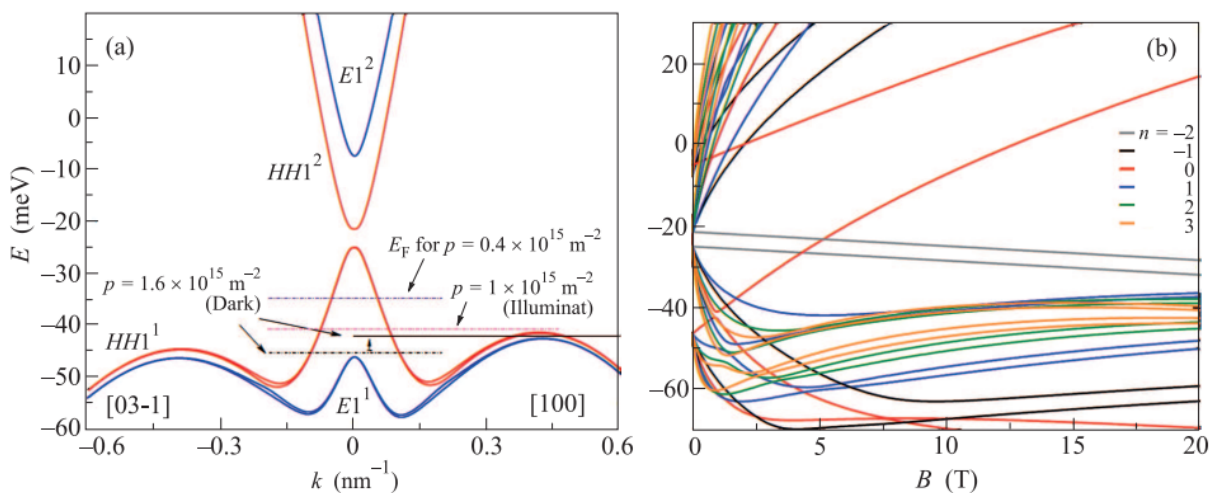 (a)
10
0
−10
−20
−30
−40
−50
−60
E (meV)
E1²
HH1²
E_F for p = 0.4 × 10¹⁵ m⁻²
p = 1.6 × 10¹⁵ m⁻²
(Dark)
p = 1 × 10¹⁵ m⁻²
(Illuminat)
HH1¹
E1¹
[03-1]
[100]
−0.6
−0.3
0
0.3
0.6
k (nm⁻¹)
(b)
20
0
−20
−40
−60
n = −2
−1
0
1
2
3
0
5
10
15
20
B (T)